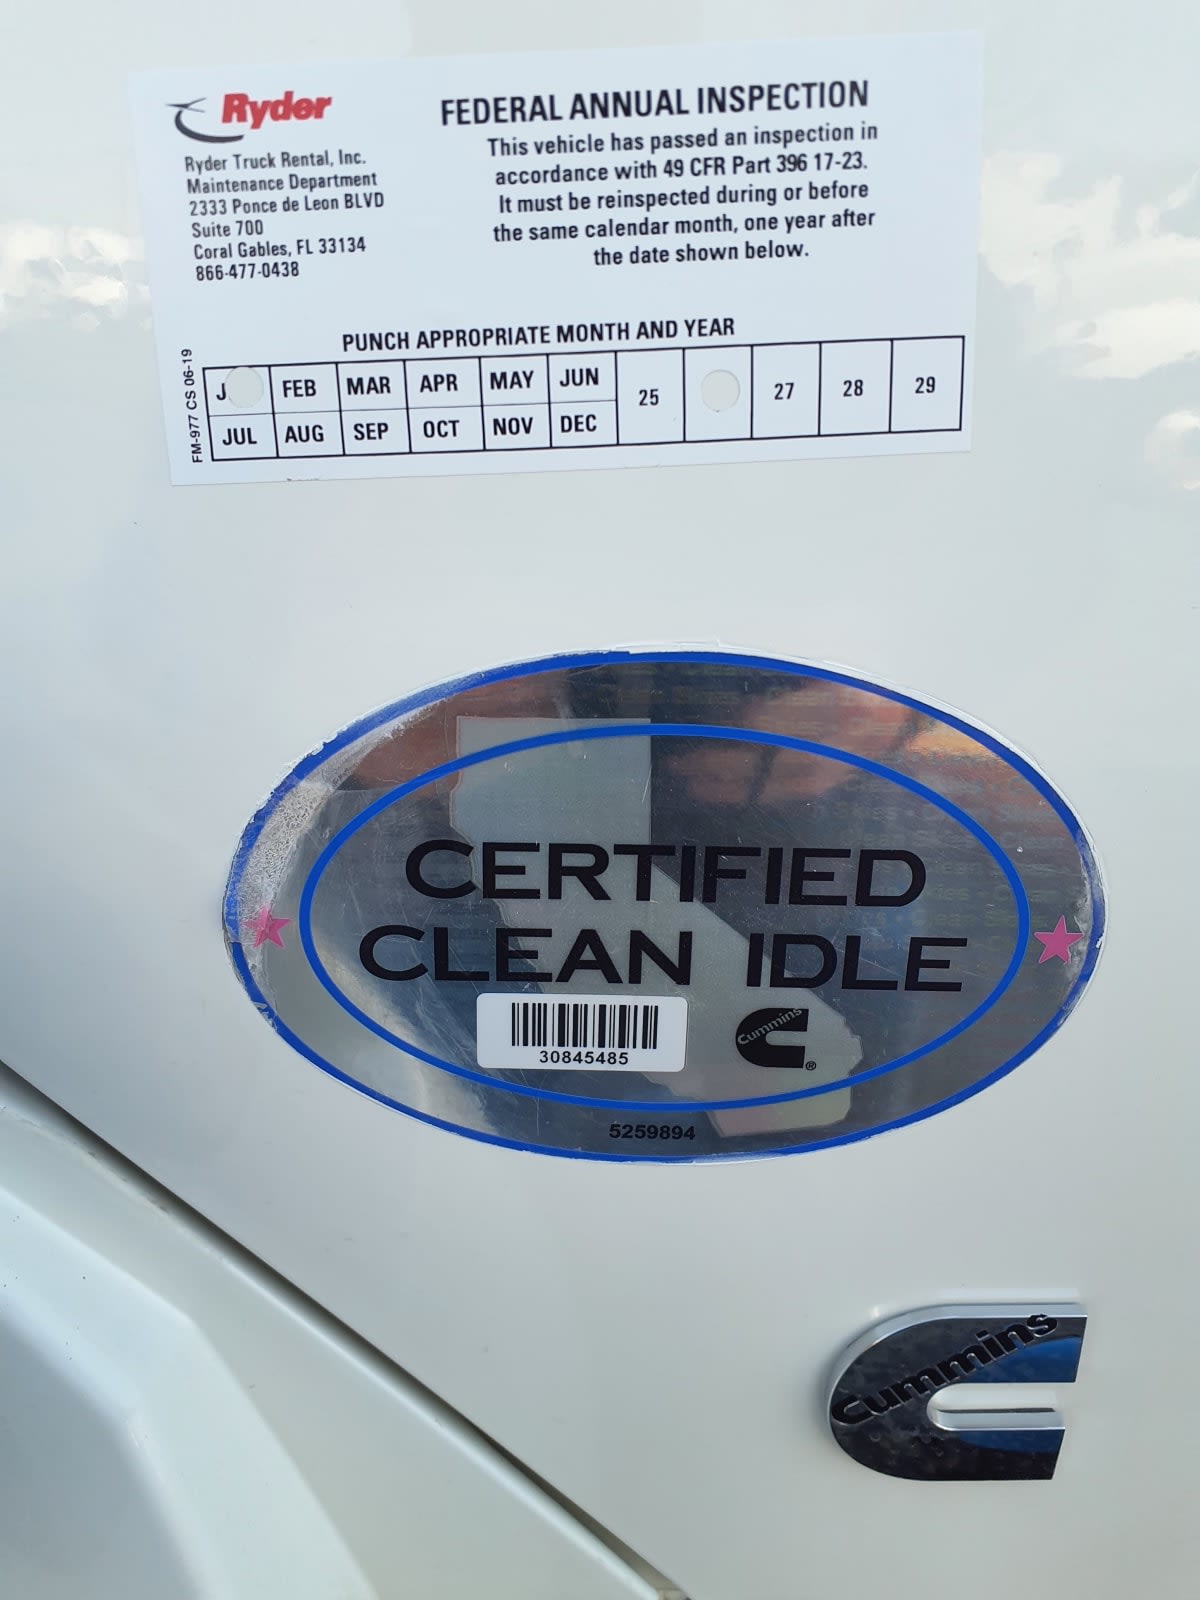 Ryder
Ryder Truck Rental, Inc.
Maintenance Department
2333 Ponce de Leon BLVD
Suite 700
Coral Gables, FL 33134
866-477-0438
FEDERAL ANNUAL INSPECTION
This vehicle has passed an inspection in
accordance with 49 CFR Part 396 17-23.
It must be reinspected during or before
the same calendar month, one year after
the date shown below.
PUNCH APPROPRIATE MONTH AND YEAR
FM-977 CS 06-19
J FEB MAR APR MAY JUN 25 27 28 29
JUL AUG SEP OCT NOV DEC
CERTIFIED
CLEAN IDLE
30845485
Cummins
®
5259894
Cummins